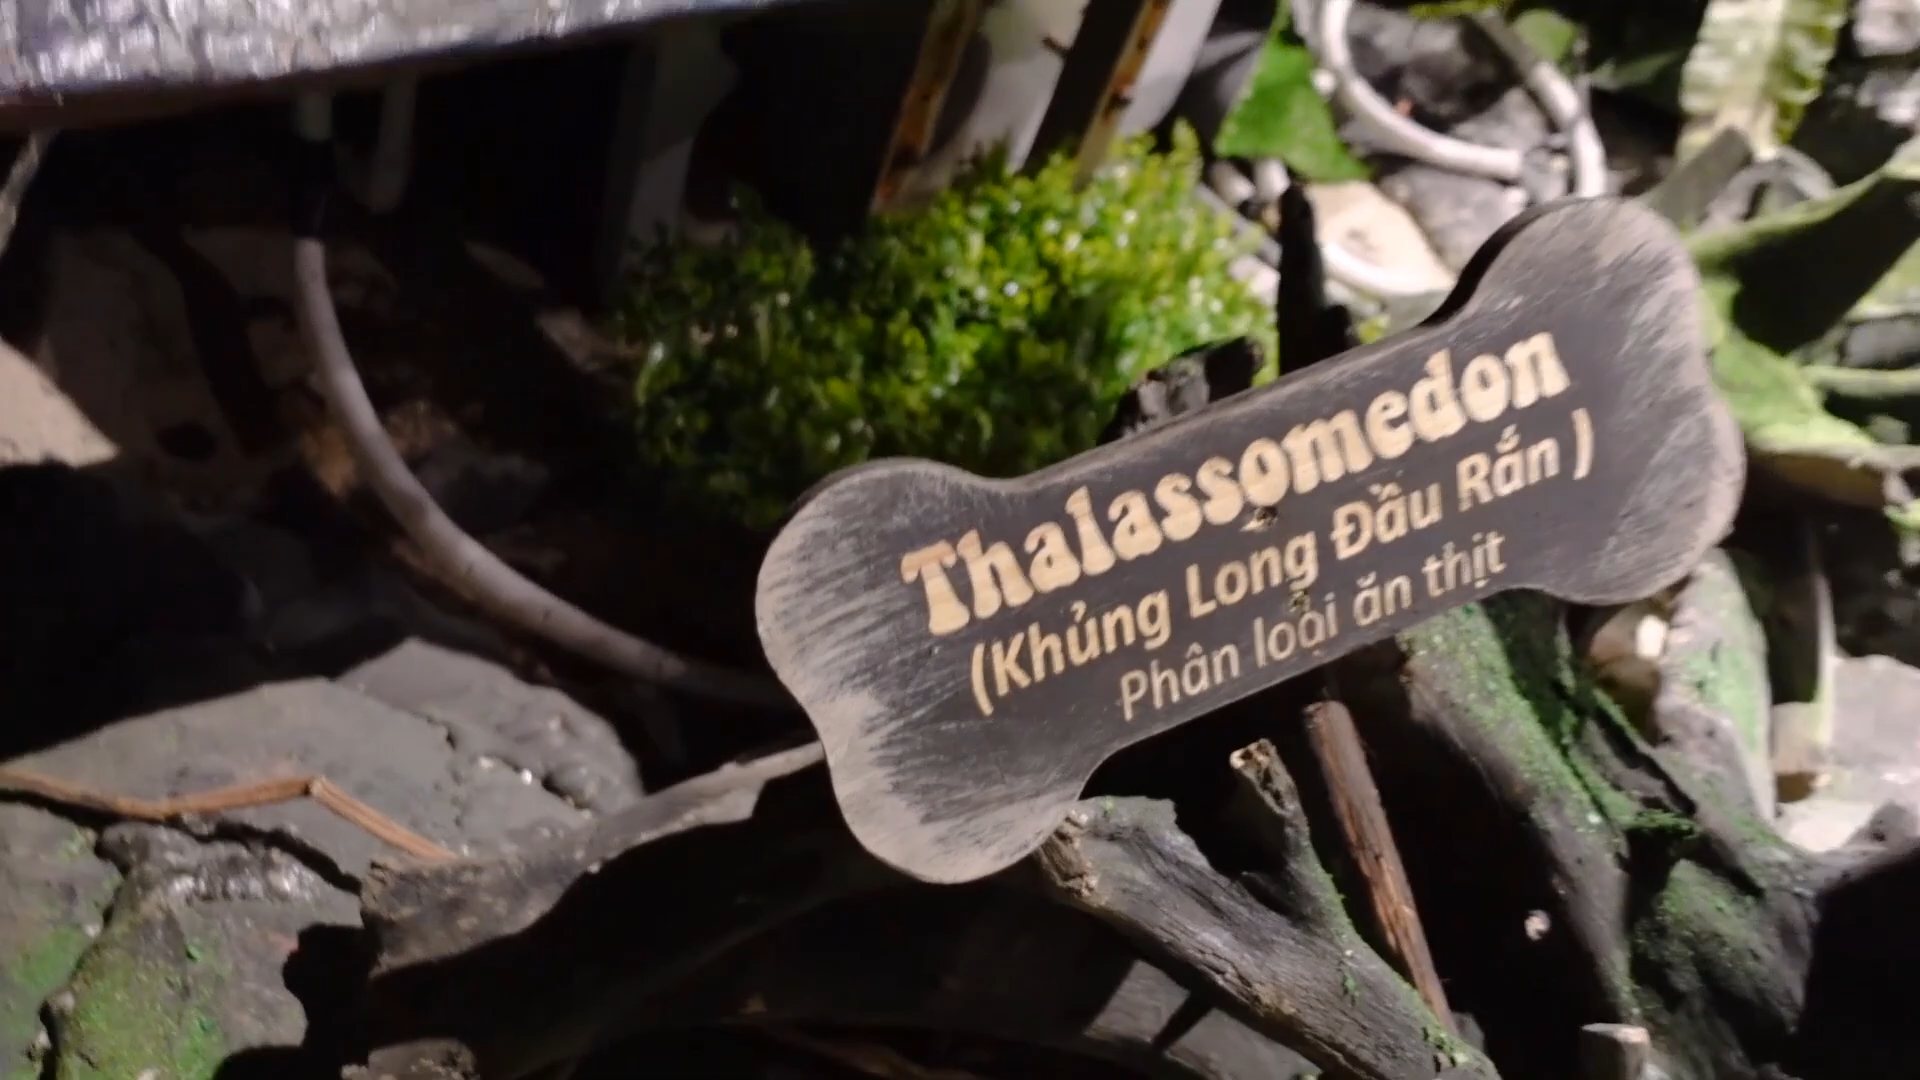 Thalassomedon
(Khủng Long Đầu Rắn )
Phân loại ăn thịt